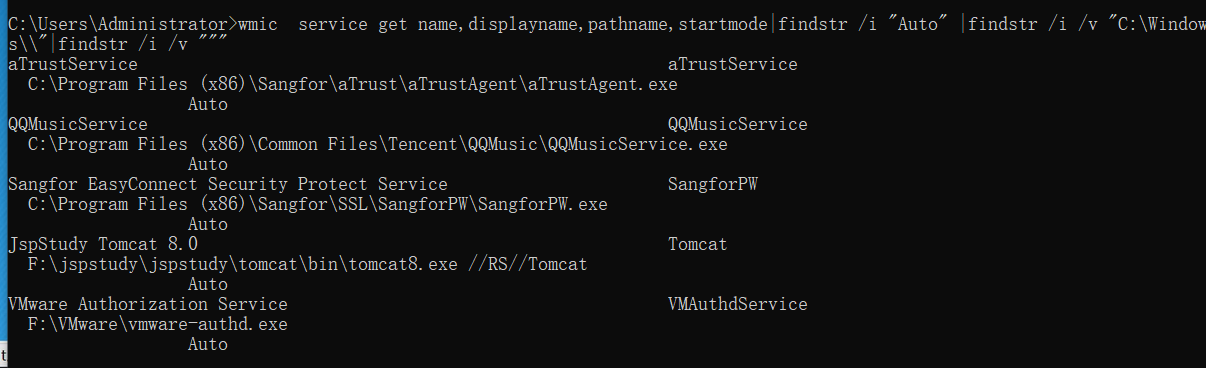 C:\Users\Administrator>wmic  service get name,displayname,pathname,startmode|findstr /i "Auto" |findstr /i /v "C:\Window
s\\"|findstr /i /v """
aTrustService aTrustService
C:\Program Files (x86)\Sangfor\aTrust\aTrustAgent\aTrustAgent.exe
Auto
QQMusicService QQMusicService
C:\Program Files (x86)\Common Files\Tencent\QQMusic\QQMusicService.exe
Auto
Sangfor EasyConnect Security Protect Service SangforPW
C:\Program Files (x86)\Sangfor\SSL\SangforPW\SangforPW.exe
Auto
JspStudy Tomcat 8.0 Tomcat
F:\jspstudy\jspstudy\tomcat\bin\tomcat8.exe //RS//Tomcat
Auto
VMware Authorization Service VMAuthdService
F:\VMware\vmware-authd.exe
Auto
t